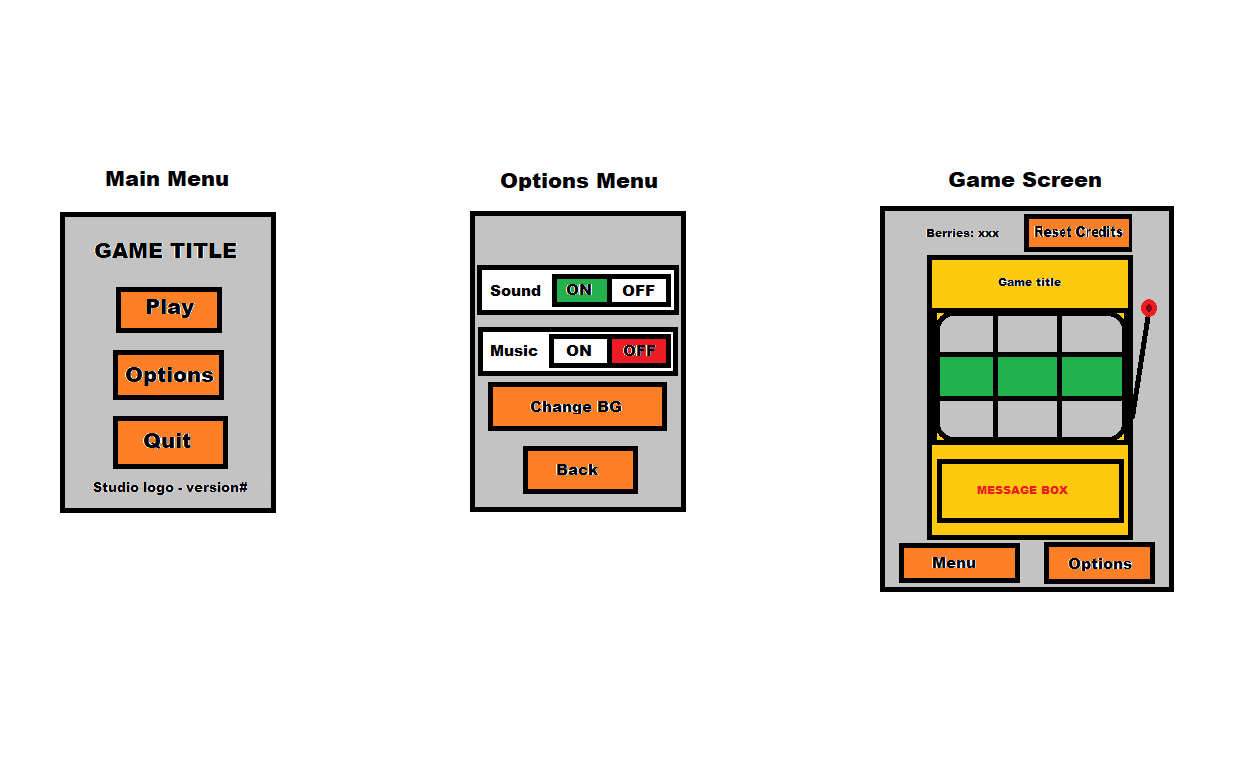 Main Menu
GAME TITLE
Play
Options
Quit
Studio logo - version#
Options Menu
Sound ON OFF
Music ON OFF
Change BG
Back
Game Screen
Berries: xxx Reset Credits
Game title
MESSAGE BOX
Menu Options